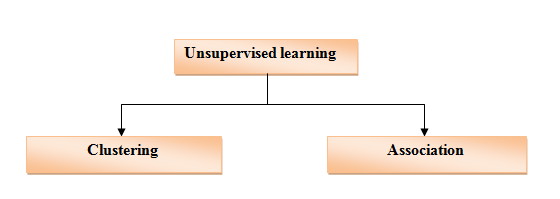 Unsupervised learning
Clustering
Association